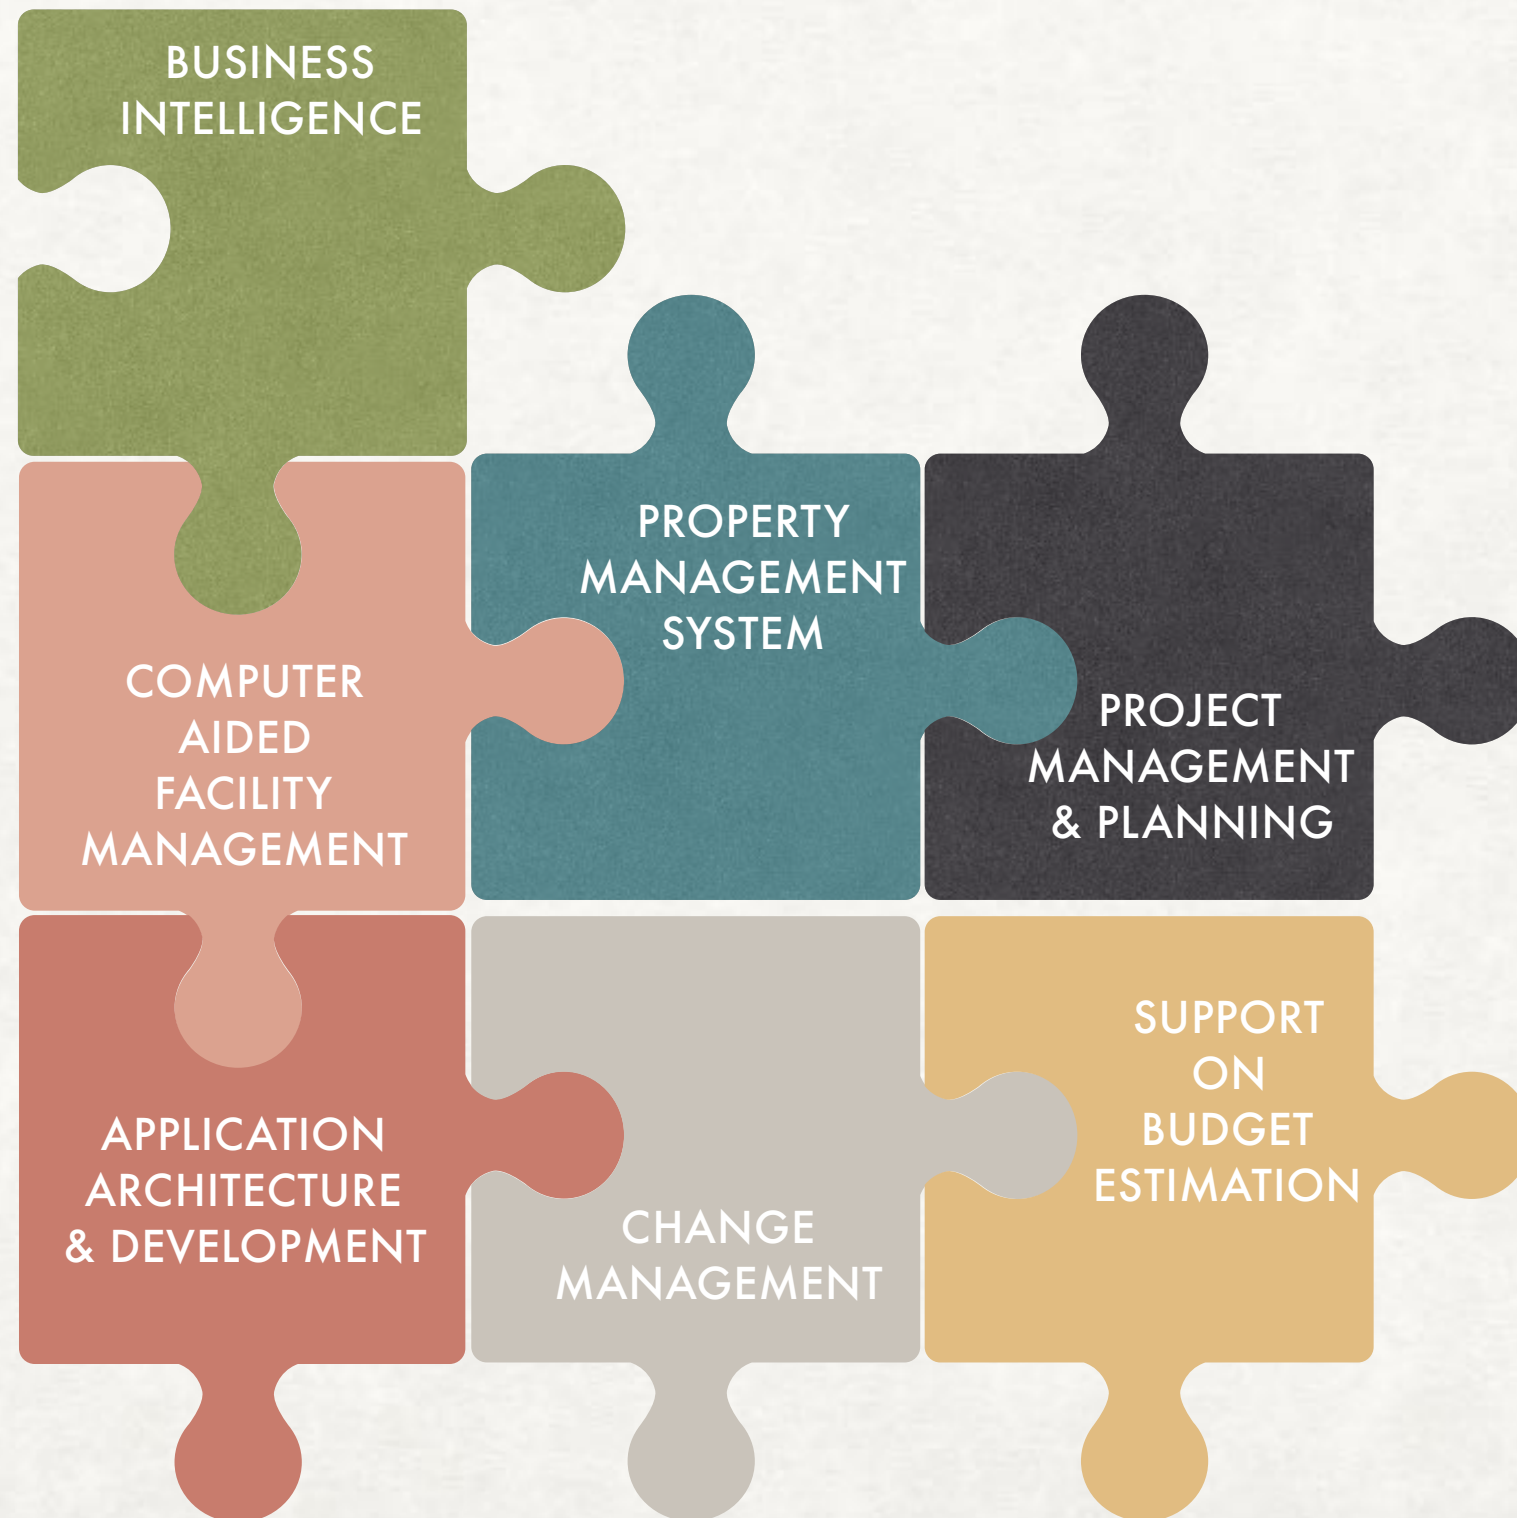 BUSINESS
INTELLIGENCE
COMPUTER
AIDED
FACILITY
MANAGEMENT
PROPERTY
MANAGEMENT
SYSTEM
PROJECT
MANAGEMENT
& PLANNING
APPLICATION
ARCHITECTURE
& DEVELOPMENT
CHANGE
MANAGEMENT
SUPPORT
ON
BUDGET
ESTIMATION